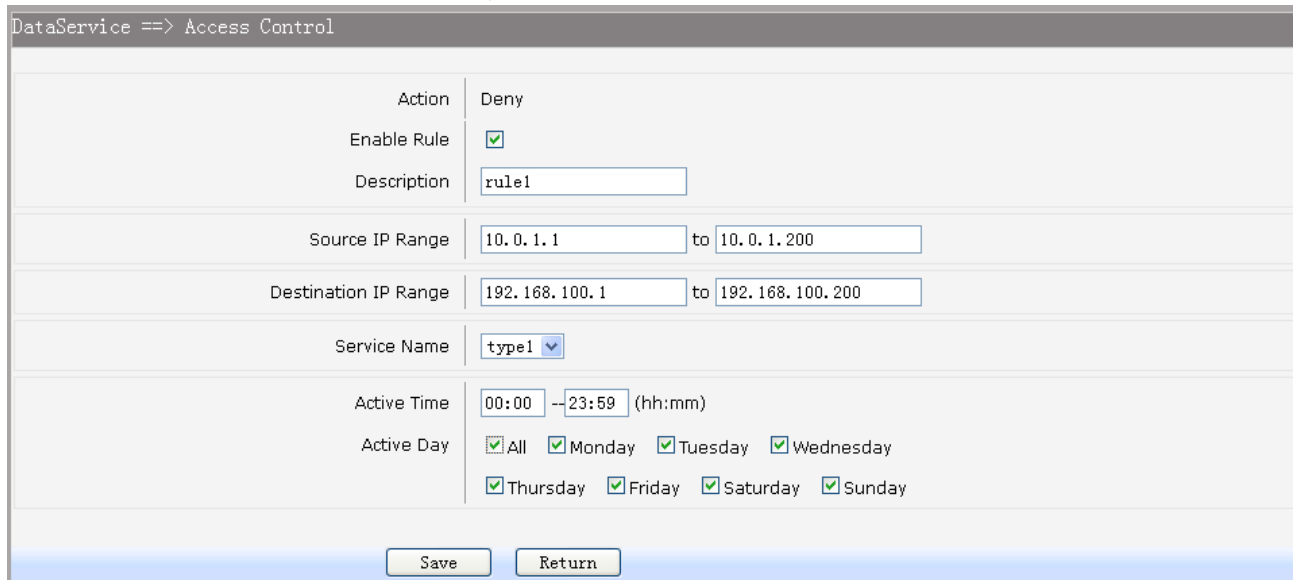 DataService ==> Access Control
Action Deny
Enable Rule
Description rule1
Source IP Range 10.0.1.1 to 10.0.1.200
Destination IP Range 192.168.100.1 to 192.168.100.200
Service Name type1
Active Time 00:00 --23:59 (hh:mm)
Active Day All Monday Tuesday Wednesday
Thursday Friday Saturday Sunday
Save Return